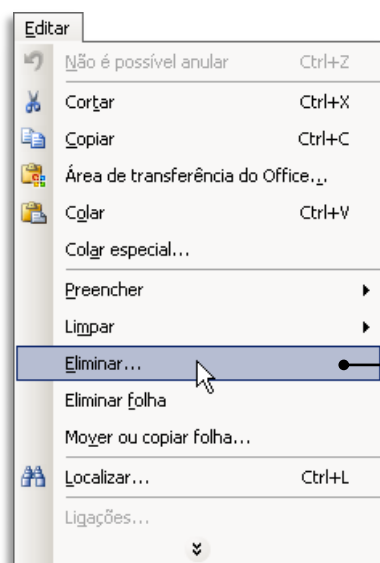 Editar
Não é possível anular Ctrl+Z
Cortar Ctrl+X
Copiar Ctrl+C
Área de transferência do Office...
Colar Ctrl+V
Colar especial...
Preencher
Limpar
Eliminar...
Eliminar folha
Mover ou copiar folha...
Localizar... Ctrl+L
Ligações...